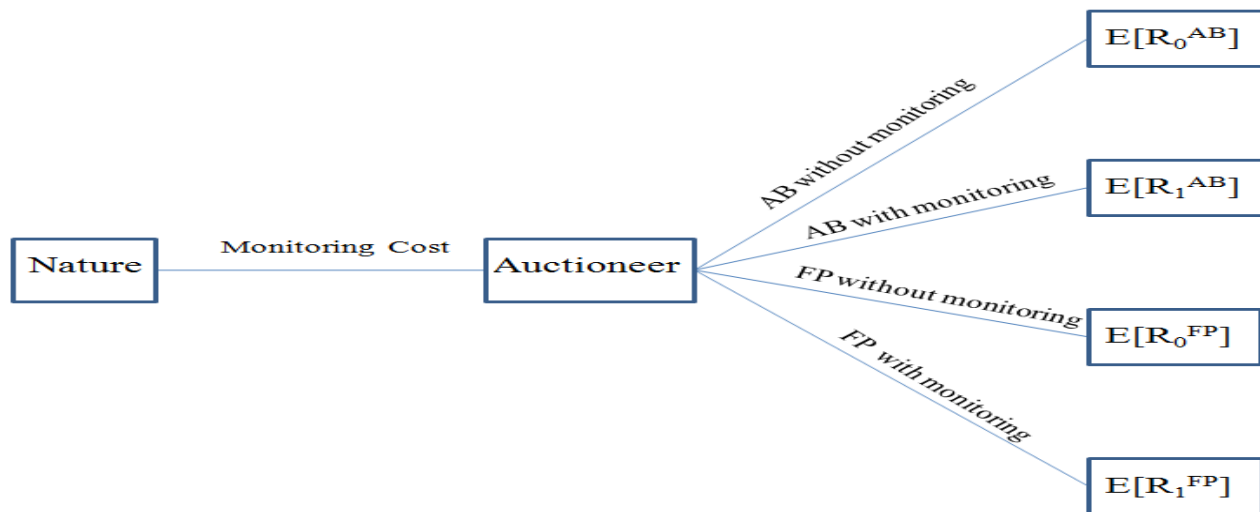 Nature
Monitoring Cost
Auctioneer
AB without monitoring
AB with monitoring
FP without monitoring
FP with monitoring
E[R₀ᴬᴮ]
E[R₁ᴬᴮ]
E[R₀ᶠᴾ]
E[R₁ᶠᴾ]